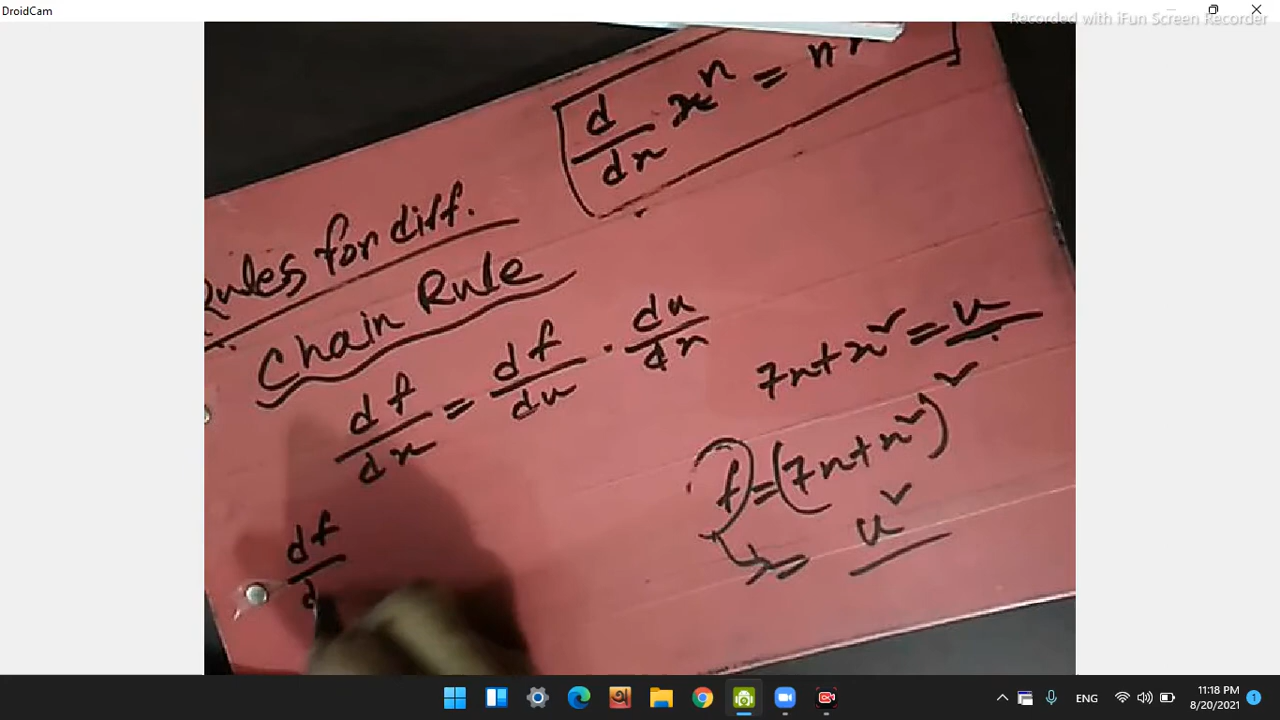 DroidCam
Recorded with iFun Screen Recorder
d/dx x^n = n
Rules for diff.
Chain Rule
df/dx = df/du · du/dx
7x+x² = u
f = (7x+x²)²
= u²
df/d
ENG
11:18 PM
8/20/2021
1